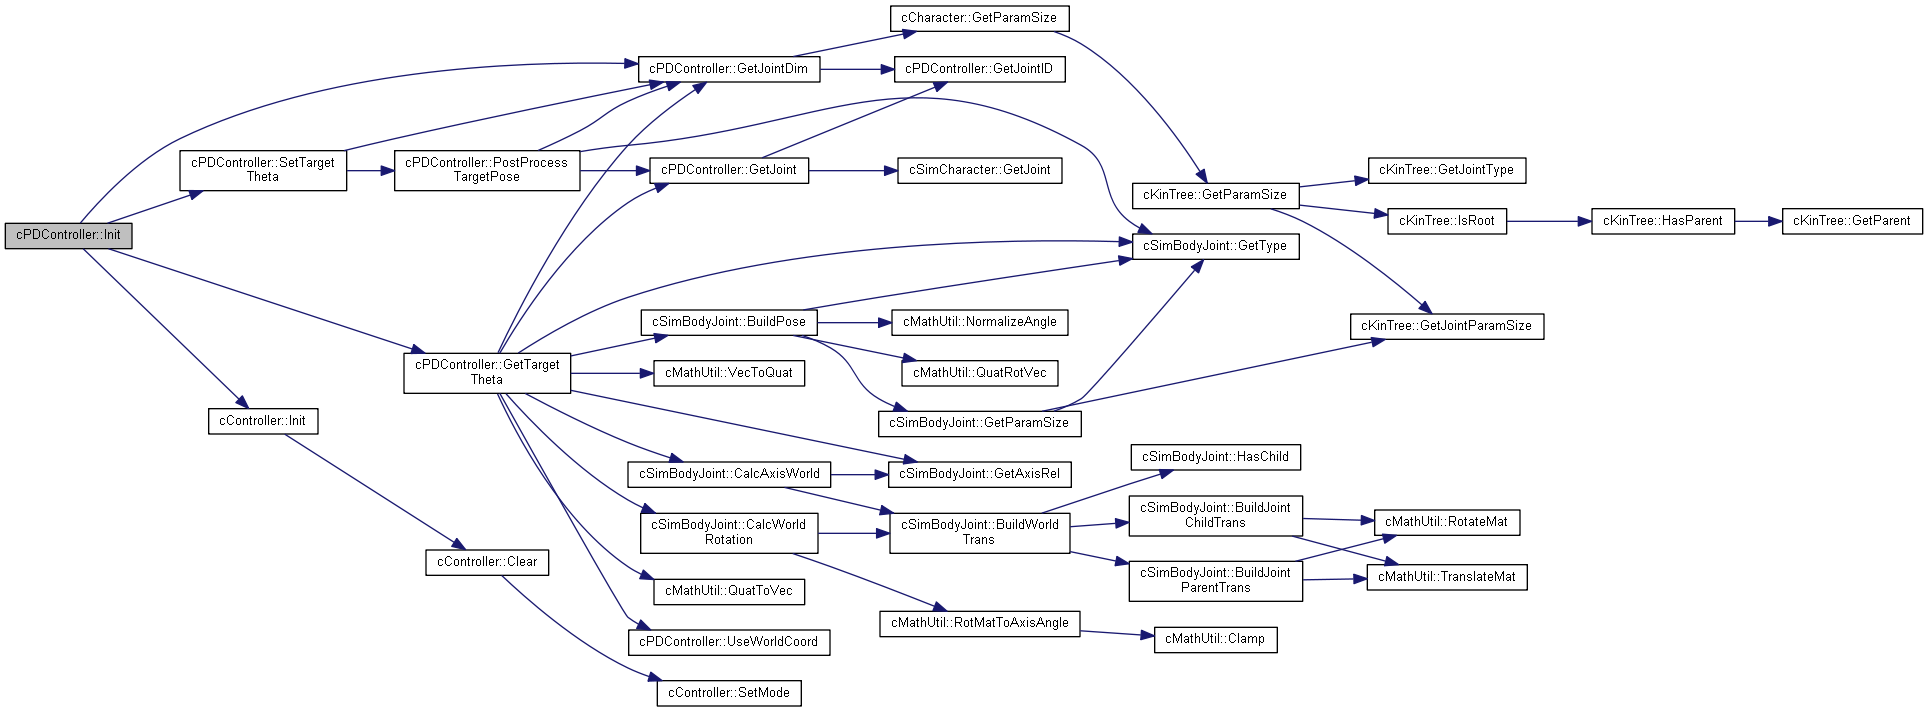 cPDController::Init
cPDController::SetTarget
Theta
cPDController::PostProcess
TargetPose
cPDController::GetJointDim
cCharacter::GetParamSize
cPDController::GetJointID
cPDController::GetJoint
cSimCharacter::GetJoint
cKinTree::GetParamSize
cKinTree::GetJointType
cKinTree::IsRoot
cKinTree::HasParent
cKinTree::GetParent
cSimBodyJoint::GetType
cKinTree::GetJointParamSize
cPDController::GetTarget
Theta
cSimBodyJoint::BuildPose
cMathUtil::NormalizeAngle
cMathUtil::VecToQuat
cMathUtil::QuatRotVec
cSimBodyJoint::GetParamSize
cController::Init
cSimBodyJoint::CalcAxisWorld
cSimBodyJoint::GetAxisRel
cSimBodyJoint::CalcWorld
Rotation
cSimBodyJoint::BuildWorld
Trans
cSimBodyJoint::HasChild
cSimBodyJoint::BuildJoint
ChildTrans
cSimBodyJoint::BuildJoint
ParentTrans
cMathUtil::RotateMat
cMathUtil::TranslateMat
cController::Clear
cMathUtil::QuatToVec
cMathUtil::RotMatToAxisAngle
cMathUtil::Clamp
cPDController::UseWorldCoord
cController::SetMode